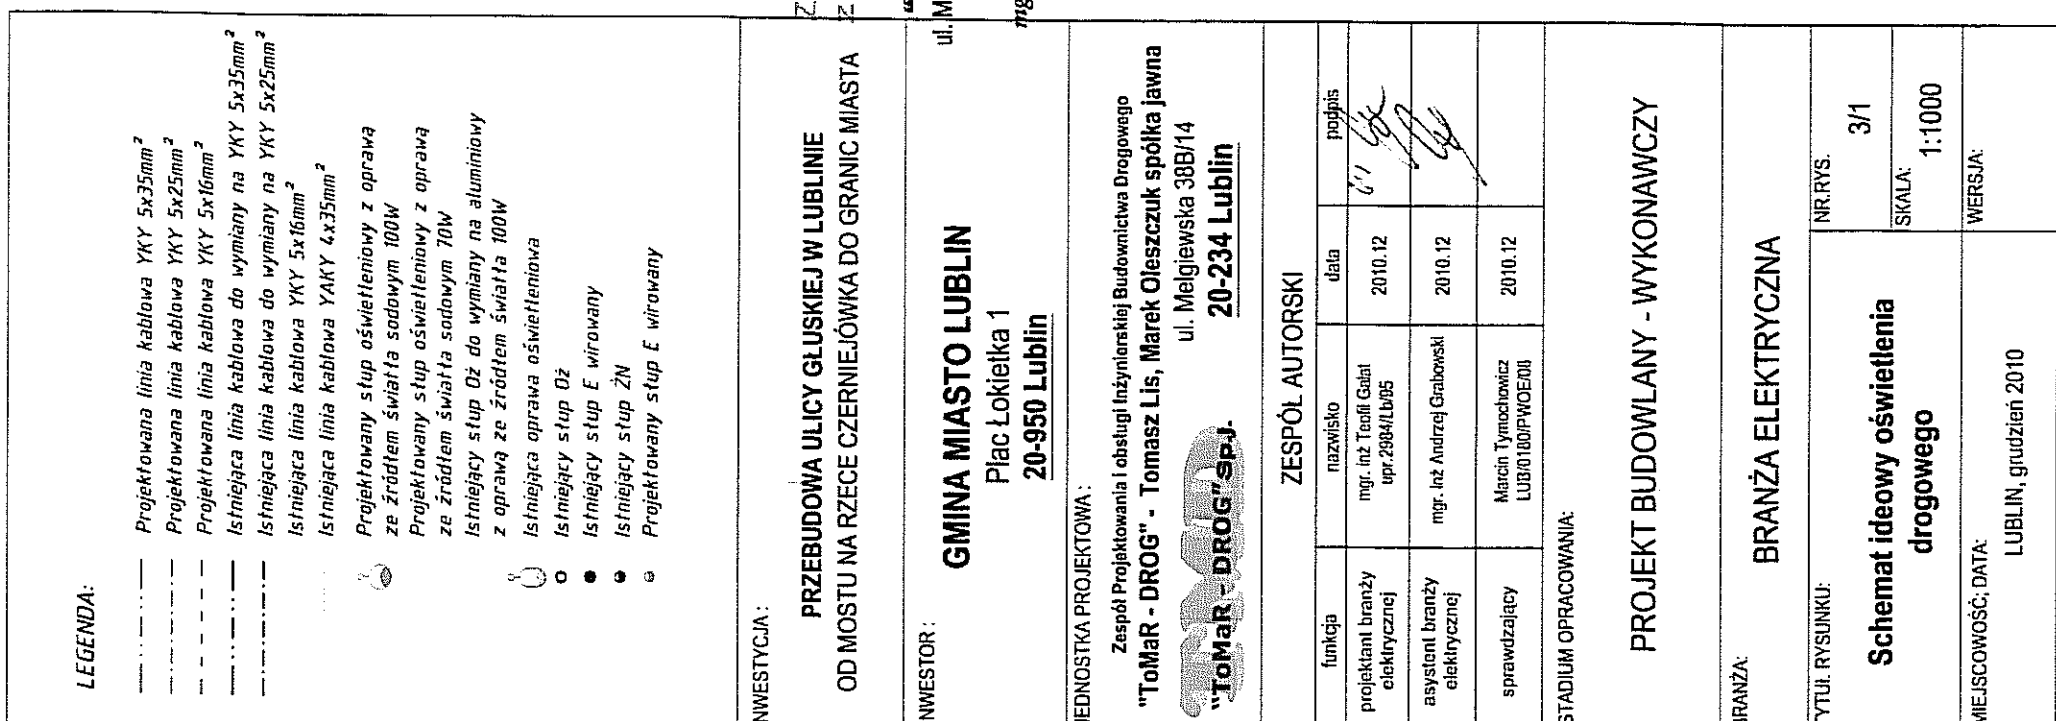 LEGENDA:
Projektowana linia kablowa YKY 5x35mm²
Projektowana linia kablowa YKY 5x25mm²
Projektowana linia kablowa YKY 5x16mm²
Istniejąca linia kablowa do wymiany na YKY 5x35mm²
Istniejąca linia kablowa do wymiany na YKY 5x25mm²
Istniejąca linia kablowa YKY 5x16mm²
Istniejąca linia kablowa YAKY 4x35mm²
Projektowany słup oświetleniowy z oprawą
ze źródłem światła sodowym 100W
Projektowany słup oświetleniowy z oprawą
ze źródłem światła sodowym 70W
Istniejący słup Oż do wymiany na aluminiowy
z oprawą ze źródłem światła 100W
Istniejąca oprawa oświetleniowa
Istniejący słup Oż
Istniejący słup E wirowany
Istniejący słup ŻN
Projektowany słup E wirowany
NWESTYCJA:
PRZEBUDOWA ULICY GŁUSKIEJ W LUBLINIE
OD MOSTU NA RZECE CZERNIEJÓWKA DO GRANIC MIASTA
NWESTOR:
GMINA MIASTO LUBLIN
Plac Łokietka 1
20-950 Lublin
ul. M
mg
JEDNOSTKA PROJEKTOWA:
Zespół Projektowania i obsługi Inżynierskiej Budownictwa Drogowego
"ToMaR - DROG" - Tomasz Lis, Marek Oleszczuk spółka jawna
ul. Mełgiewska 38B/14
"ToMaR - DROG" sp.j. 20-234 Lublin
ZESPÓŁ AUTORSKI
funkcja nazwisko data podpis
projektant branży elektrycznej mgr. inż Teofil Gałat upr.2984/Lb/95 2010.12
asystent branży elektrycznej mgr. inż Andrzej Grabowski 2010.12
sprawdzający Marcin Tymochowicz 2010.12
STADIUM OPRACOWANIA:
PROJEKT BUDOWLANY - WYKONAWCZY
BRANŻA:
BRANŻA ELEKTRYCZNA
TYTUŁ RYSUNKU:
Schemat ideowy oświetlenia
drogowego
NR.RYS.
3/1
SKALA:
1:1000
MIEJSCOWOŚĆ; DATA:
LUBLIN, grudzień 2010
WERSJA: